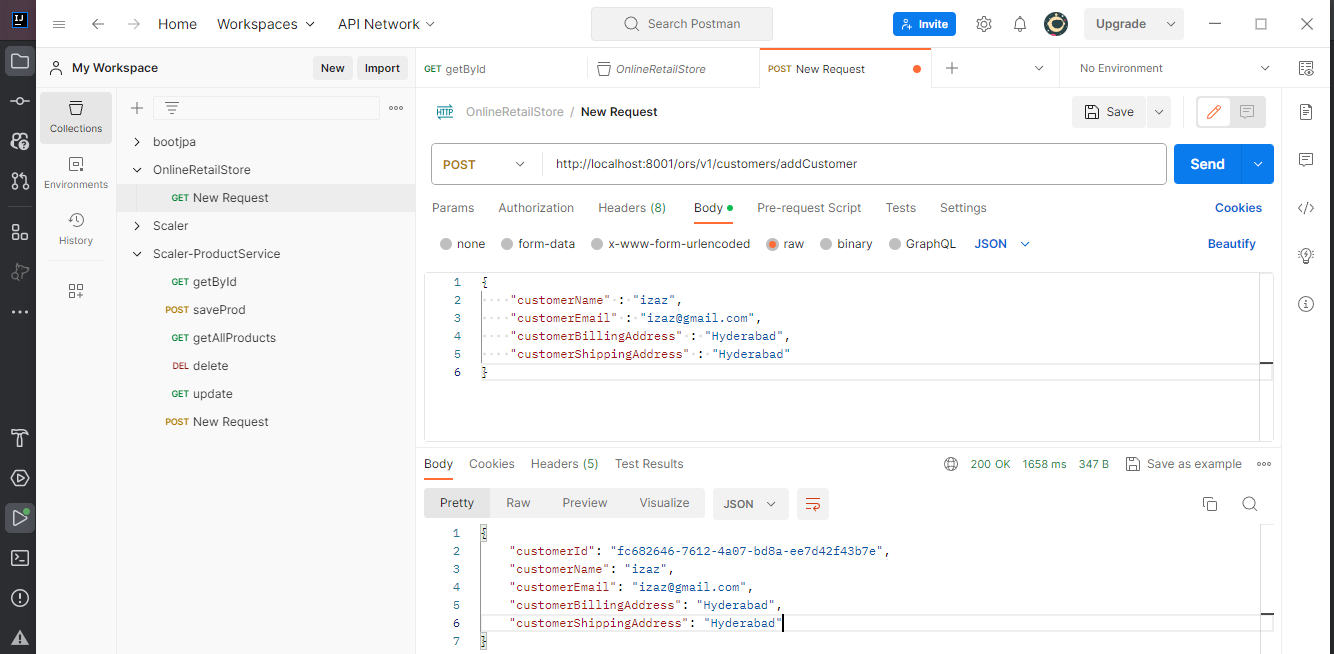 IJ
Home Workspaces API Network Search Postman Invite Upgrade
My Workspace New Import
GET getById OnlineRetailStore POST New Request No Environment
Collections
Environments
History
bootjpa
OnlineRetailStore
GET New Request
Scaler
Scaler-ProductService
GET getById
POST saveProd
GET getAllProducts
DEL delete
GET update
POST New Request
HTTP OnlineRetailStore / New Request Save
POST http://localhost:8001/ors/v1/customers/addCustomer Send
Params Authorization Headers (8) Body Pre-request Script Tests Settings Cookies
none form-data x-www-form-urlencoded raw binary GraphQL JSON Beautify
1 {
2 ····"customerName"·:·"izaz",
3 ····"customerEmail"·:·"izaz@gmail.com",
4 ····"customerBillingAddress"·:·"Hyderabad",
5 ····"customerShippingAddress"·:·"Hyderabad"
6 }
Body Cookies Headers (5) Test Results 200 OK 1658 ms 347 B Save as example
Pretty Raw Preview Visualize JSON
1 {
2 "customerId": "fc682646-7612-4a07-bd8a-ee7d42f43b7e",
3 "customerName": "izaz",
4 "customerEmail": "izaz@gmail.com",
5 "customerBillingAddress": "Hyderabad",
6 "customerShippingAddress": "Hyderabad"
7 }